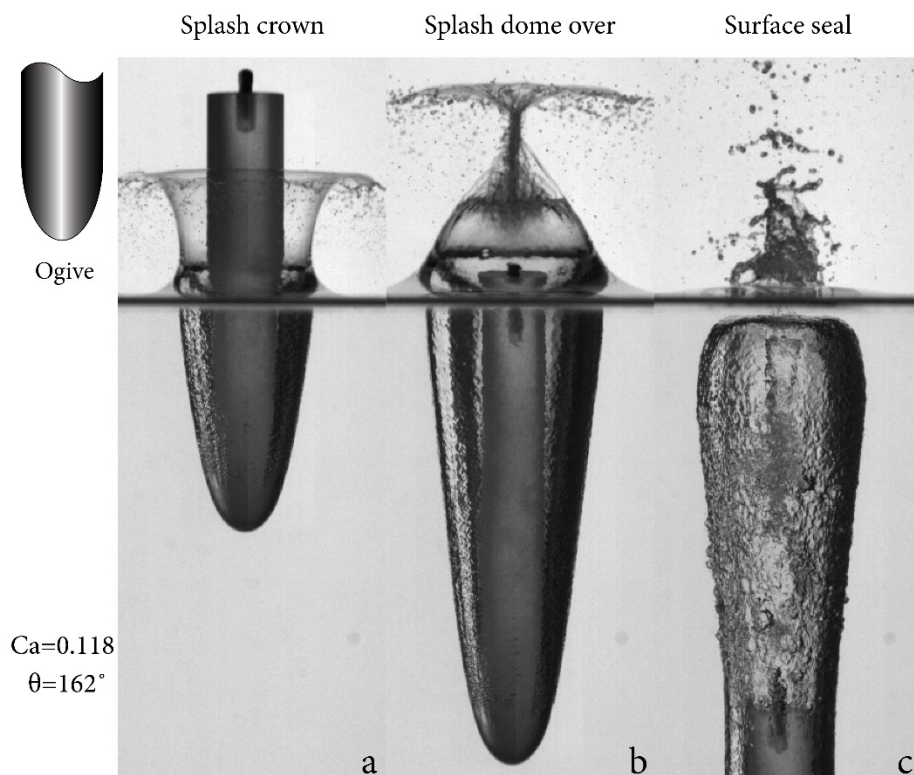 Splash crown
Splash dome over
Surface seal
Ogive
Ca=0.118
θ=162°
a
b
c